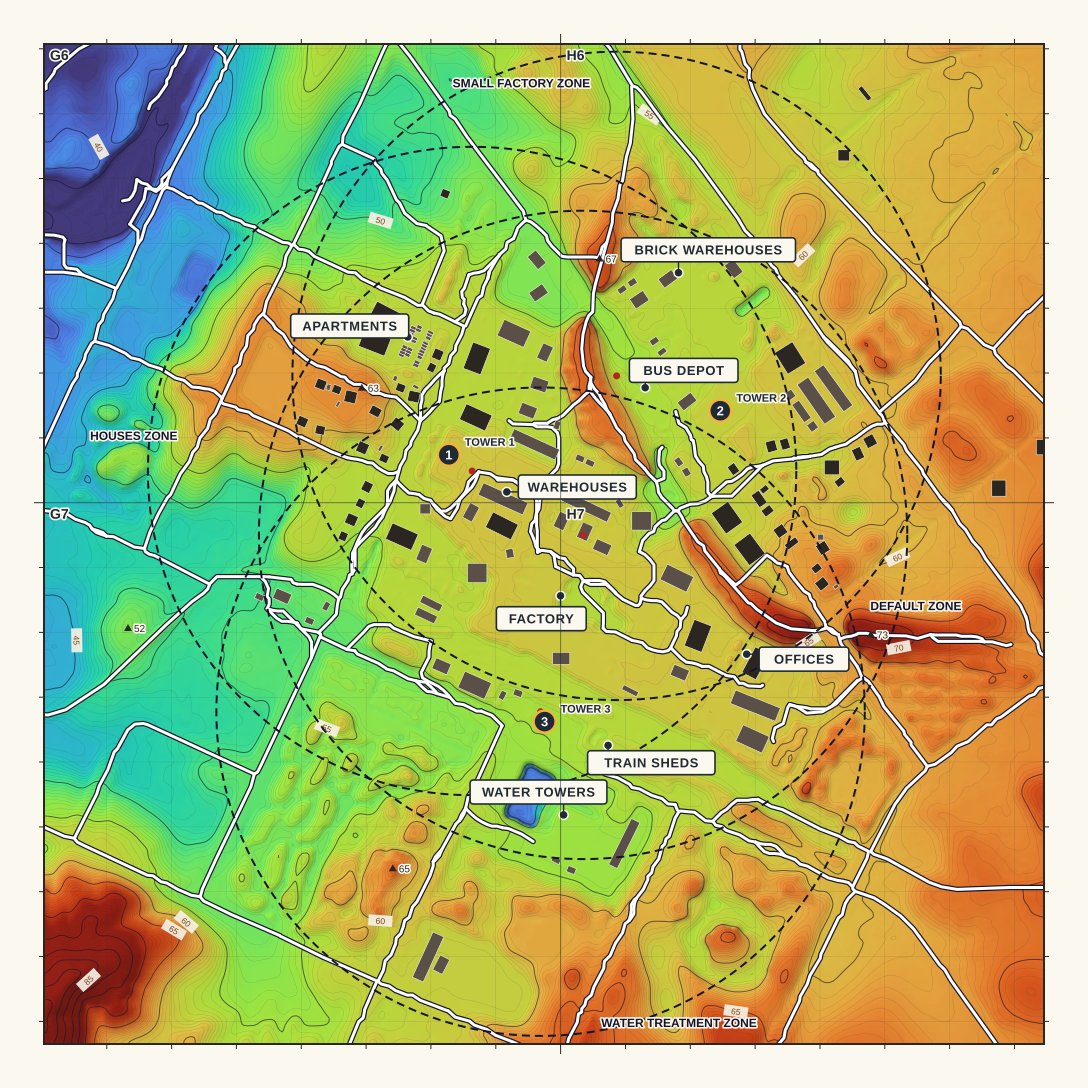 G6
H6
SMALL FACTORY ZONE
55
40
50
BRICK WAREHOUSES
60
67
APARTMENTS
BUS DEPOT
63
TOWER 2
2
HOUSES ZONE
TOWER 1
1
WAREHOUSES
G7
H7
60
DEFAULT ZONE
FACTORY
52
45
73
70
OFFICES
TOWER 3
3
55
TRAIN SHEDS
WATER TOWERS
65
60
60
65
85
65
WATER TREATMENT ZONE